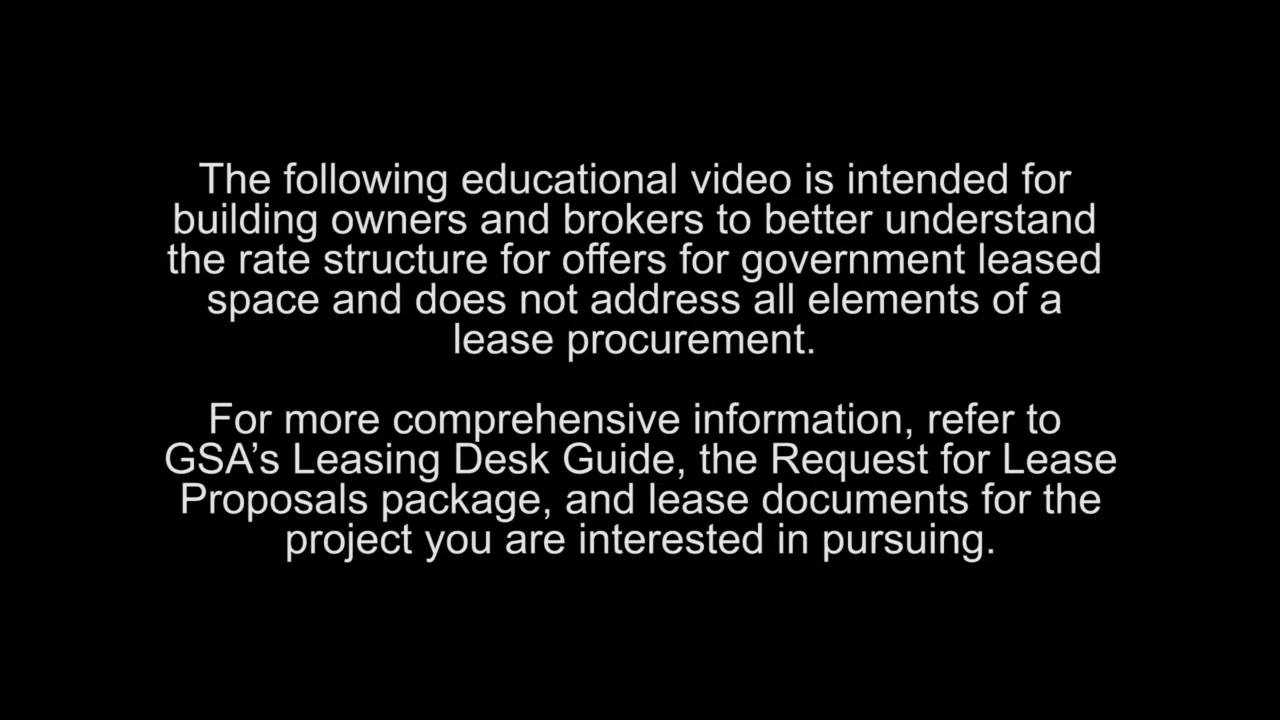 The following educational video is intended for
building owners and brokers to better understand
the rate structure for offers for government leased
space and does not address all elements of a
lease procurement.
For more comprehensive information, refer to
GSA’s Leasing Desk Guide, the Request for Lease
Proposals package, and lease documents for the
project you are interested in pursuing.